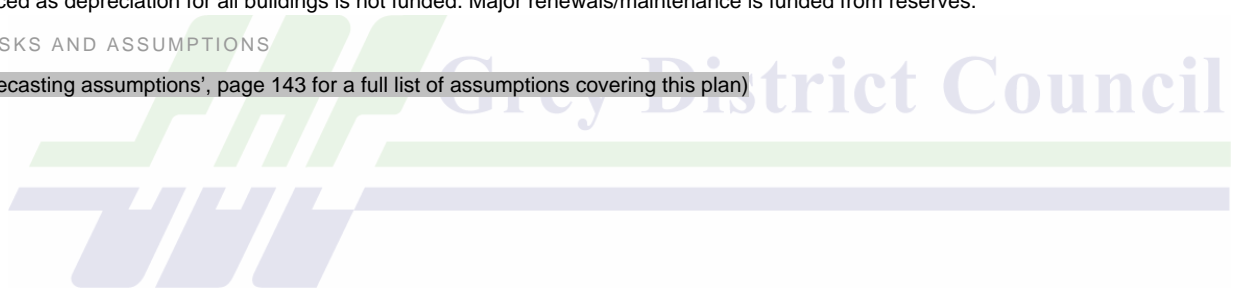 ced as depreciation for all buildings is not funded. Major renewals/maintenance is funded from reserves.
SKS AND ASSUMPTIONS
ecasting assumptions', page 143 for a full list of assumptions covering this plan)
Grey District Council